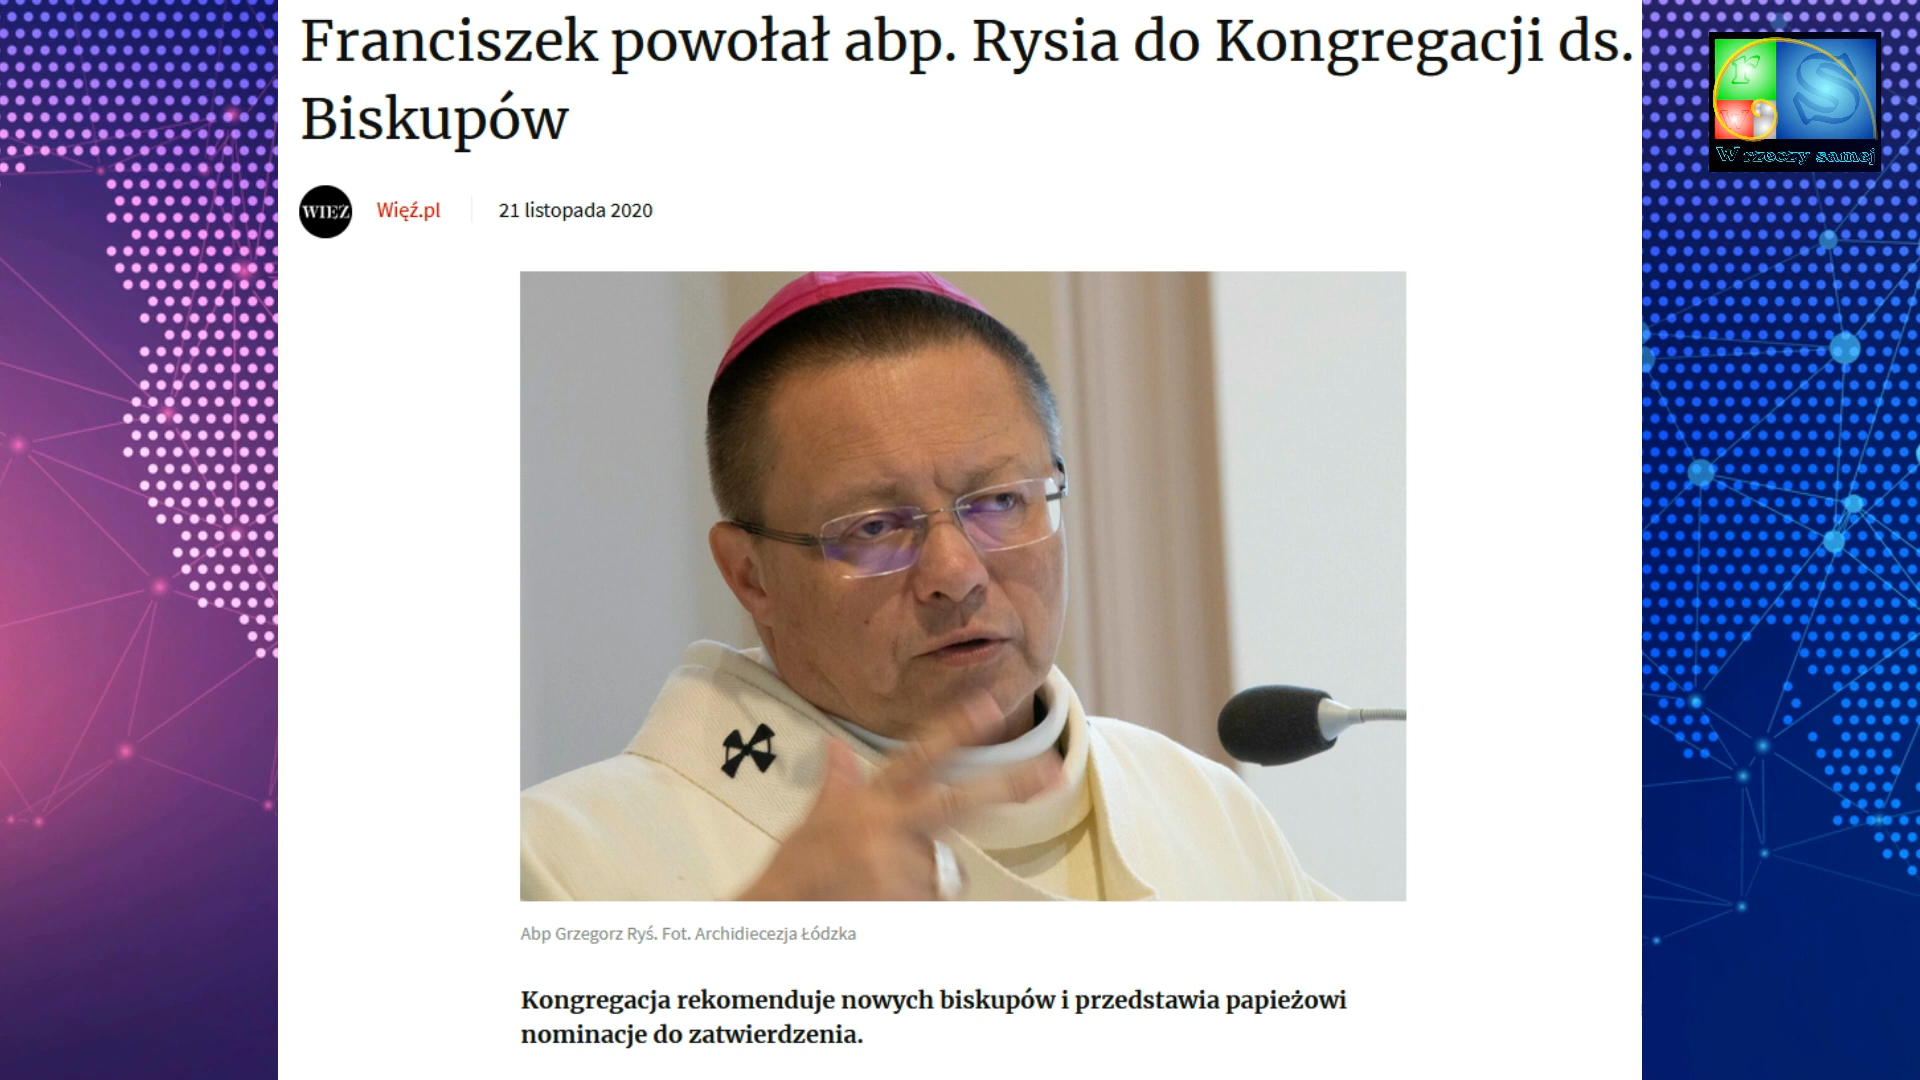 Franciszek powołał abp. Rysia do Kongregacji ds.
Biskupów
WIĘŹ
Więź.pl
21 listopada 2020
r
S
w
s
W rzeczy samej
Abp Grzegorz Ryś. Fot. Archidiecezja Łódzka
Kongregacja rekomenduje nowych biskupów i przedstawia papieżowi
nominacje do zatwierdzenia.